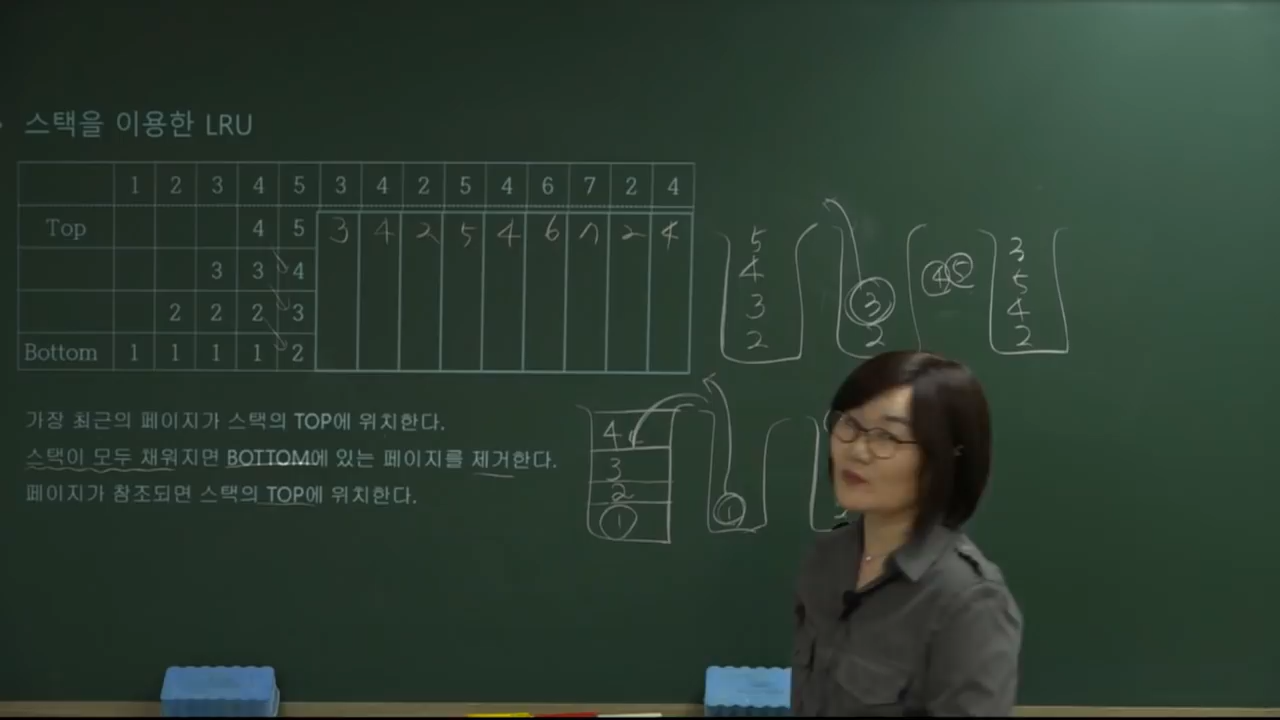 스택을 이용한 LRU
1 2 3 4 5 3 4 2 5 4 6 7 2 4
Top 4 5 3 4 2 5 4 6 7 2 4
3 3 4
2 2 2 3
Bottom 1 1 1 1 2
가장 최근의 페이지가 스택의 TOP에 위치한다.
스택이 모두 채워지면 BOTTOM에 있는 페이지를 제거한다.
페이지가 참조되면 스택의 TOP에 위치한다.
5
4
3
2
3
2
4 5
3
5
4
2
4
3
2
1
1